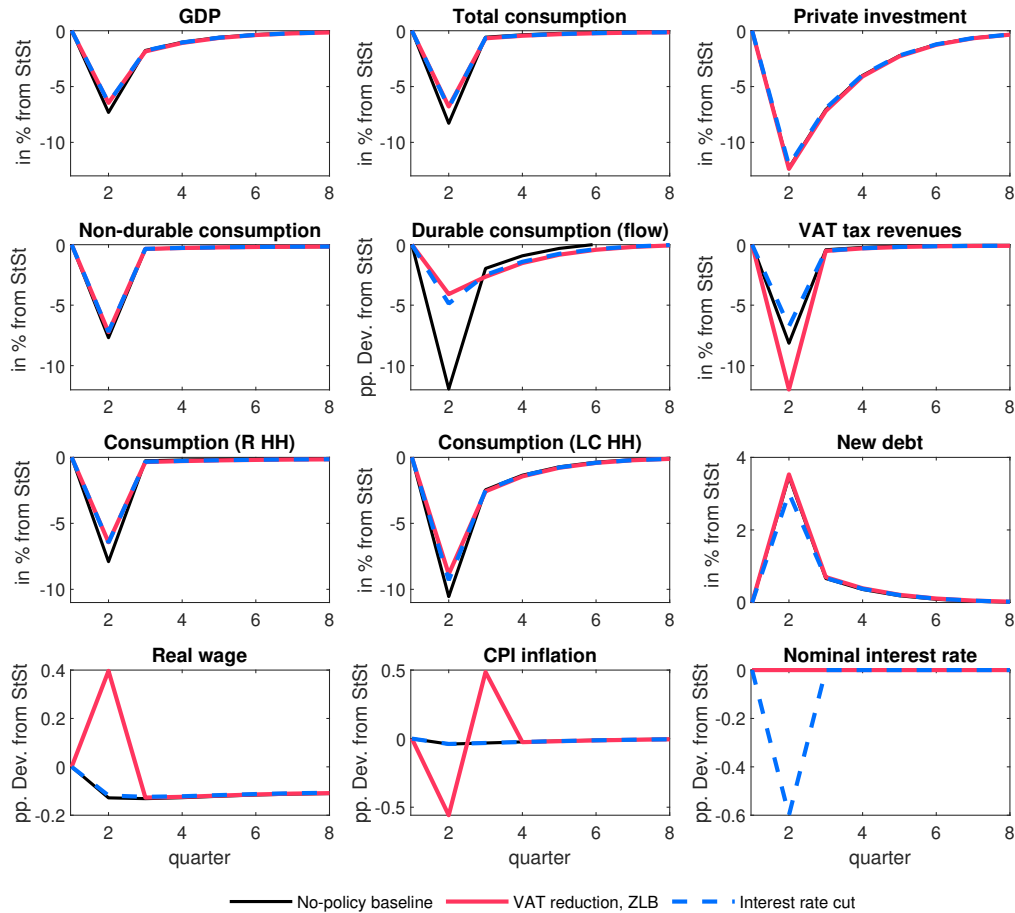 GDP
Total consumption
Private investment
in % from StSt
0
-5
-10
2
4
6
8
in % from StSt
0
-5
-10
2
4
6
8
in % from StSt
0
-5
-10
2
4
6
8
Non-durable consumption
Durable consumption (flow)
VAT tax revenues
in % from StSt
0
-5
-10
2
4
6
8
pp. Dev. from StSt
0
-5
-10
2
4
6
8
in % from StSt
0
-5
-10
2
4
6
8
Consumption (R HH)
Consumption (LC HH)
New debt
in % from StSt
0
-5
-10
2
4
6
8
in % from StSt
0
-5
-10
2
4
6
8
in % from StSt
4
2
0
2
4
6
8
Real wage
CPI inflation
Nominal interest rate
pp. Dev. from StSt
0.4
0.2
0
-0.2
2
4
6
8
quarter
pp. Dev. from StSt
0.5
0
-0.5
2
4
6
8
quarter
pp. Dev. from StSt
0
-0.2
-0.4
-0.6
2
4
6
8
quarter
No-policy baseline
VAT reduction, ZLB
Interest rate cut